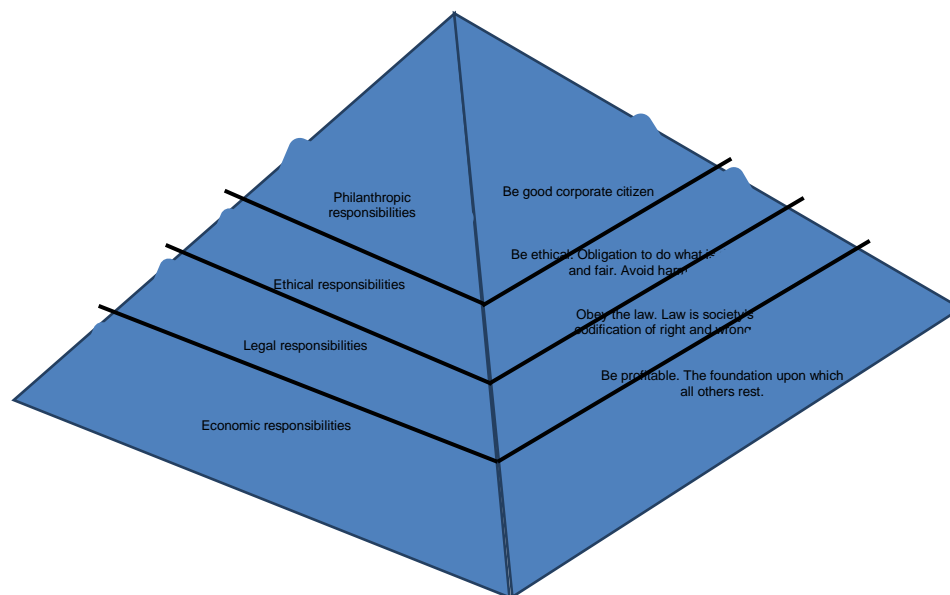 Philanthropic
responsibilities
Be good corporate citizen
Be ethical. Obligation to do what
and fair. Avoid
Ethical responsibilities
Obey the law. Law is society's
codification of right and wrong
Legal responsibilities
Be profitable. The foundation upon which
all others rest.
Economic responsibilities